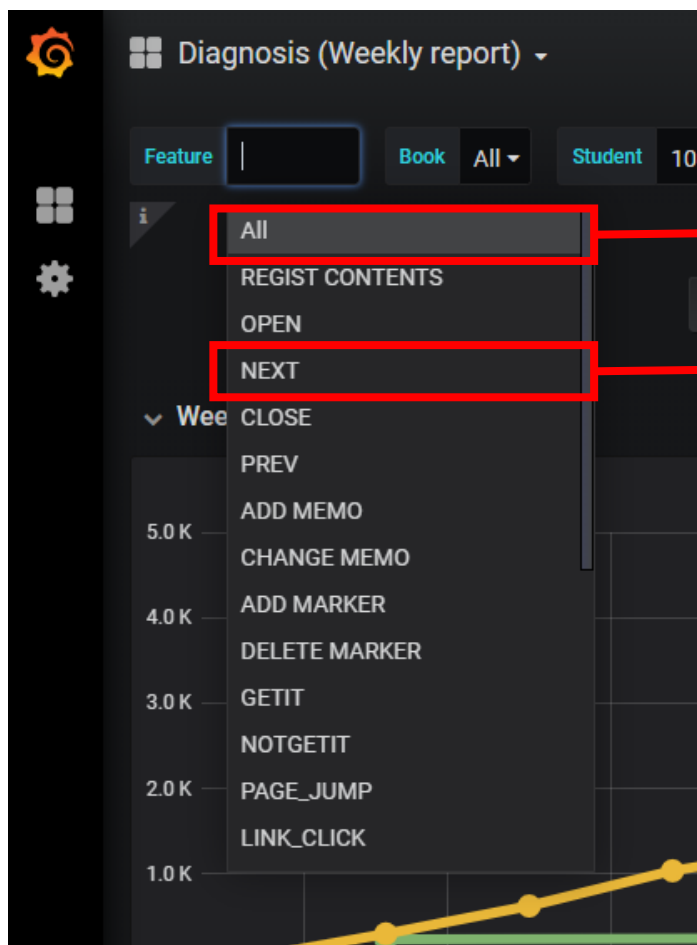 Diagnosis (Weekly report)
Feature Book All Student 10
i
All
REGIST CONTENTS
OPEN
NEXT
Wee CLOSE
PREV
ADD MEMO
5.0 K
CHANGE MEMO
4.0 K ADD MARKER
DELETE MARKER
3.0 K GETIT
NOTGETIT
2.0 K PAGE_JUMP
LINK_CLICK
1.0 K